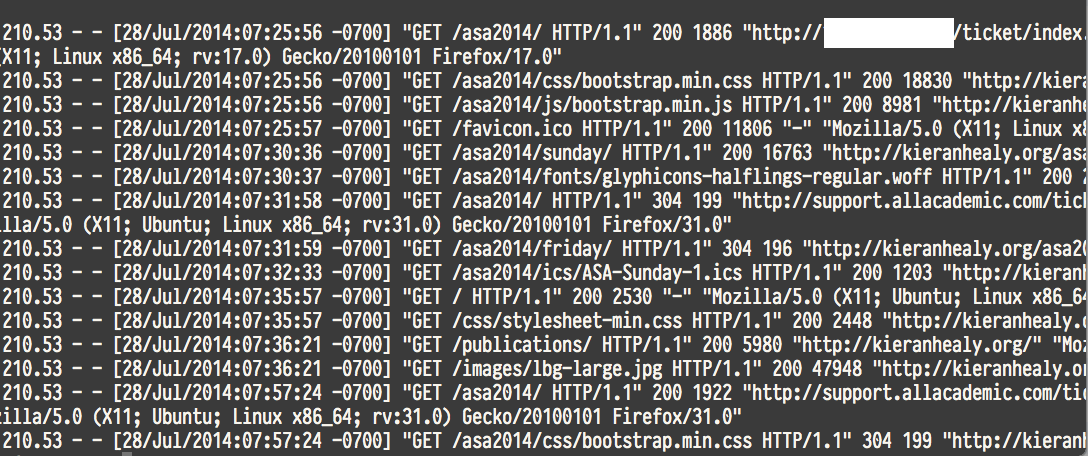 210.53 - - [28/Jul/2014:07:25:56 -0700] "GET /asa2014/ HTTP/1.1" 200 1886 "http:// /ticket/index.
(X11; Linux x86_64; rv:17.0) Gecko/20100101 Firefox/17.0"
210.53 - - [28/Jul/2014:07:25:56 -0700] "GET /asa2014/css/bootstrap.min.css HTTP/1.1" 200 18830 "http://kiera
210.53 - - [28/Jul/2014:07:25:56 -0700] "GET /asa2014/js/bootstrap.min.js HTTP/1.1" 200 8981 "http://kieranhe
210.53 - - [28/Jul/2014:07:25:57 -0700] "GET /favicon.ico HTTP/1.1" 200 11806 "-" "Mozilla/5.0 (X11; Linux x8
210.53 - - [28/Jul/2014:07:30:36 -0700] "GET /asa2014/sunday/ HTTP/1.1" 200 16763 "http://kieranhealy.org/asa
210.53 - - [28/Jul/2014:07:30:37 -0700] "GET /asa2014/fonts/glyphicons-halflings-regular.woff HTTP/1.1" 200 2
210.53 - - [28/Jul/2014:07:31:58 -0700] "GET /asa2014/ HTTP/1.1" 304 199 "http://support.allacademic.com/tick
illa/5.0 (X11; Ubuntu; Linux x86_64; rv:31.0) Gecko/20100101 Firefox/31.0"
210.53 - - [28/Jul/2014:07:31:59 -0700] "GET /asa2014/friday/ HTTP/1.1" 304 196 "http://kieranhealy.org/asa20
210.53 - - [28/Jul/2014:07:32:33 -0700] "GET /asa2014/ics/ASA-Sunday-1.ics HTTP/1.1" 200 1203 "http://kieranh
210.53 - - [28/Jul/2014:07:35:57 -0700] "GET / HTTP/1.1" 200 2530 "-" "Mozilla/5.0 (X11; Ubuntu; Linux x86_64
210.53 - - [28/Jul/2014:07:35:57 -0700] "GET /css/stylesheet-min.css HTTP/1.1" 200 2448 "http://kieranhealy.o
210.53 - - [28/Jul/2014:07:36:21 -0700] "GET /publications/ HTTP/1.1" 200 5980 "http://kieranhealy.org/" "Moz
210.53 - - [28/Jul/2014:07:36:21 -0700] "GET /images/lbg-large.jpg HTTP/1.1" 200 47948 "http://kieranhealy.or
210.53 - - [28/Jul/2014:07:57:24 -0700] "GET /asa2014/ HTTP/1.1" 200 1922 "http://support.allacademic.com/tic
zilla/5.0 (X11; Ubuntu; Linux x86_64; rv:31.0) Gecko/20100101 Firefox/31.0"
210.53 - - [28/Jul/2014:07:57:24 -0700] "GET /asa2014/css/bootstrap.min.css HTTP/1.1" 304 199 "http://kieranh